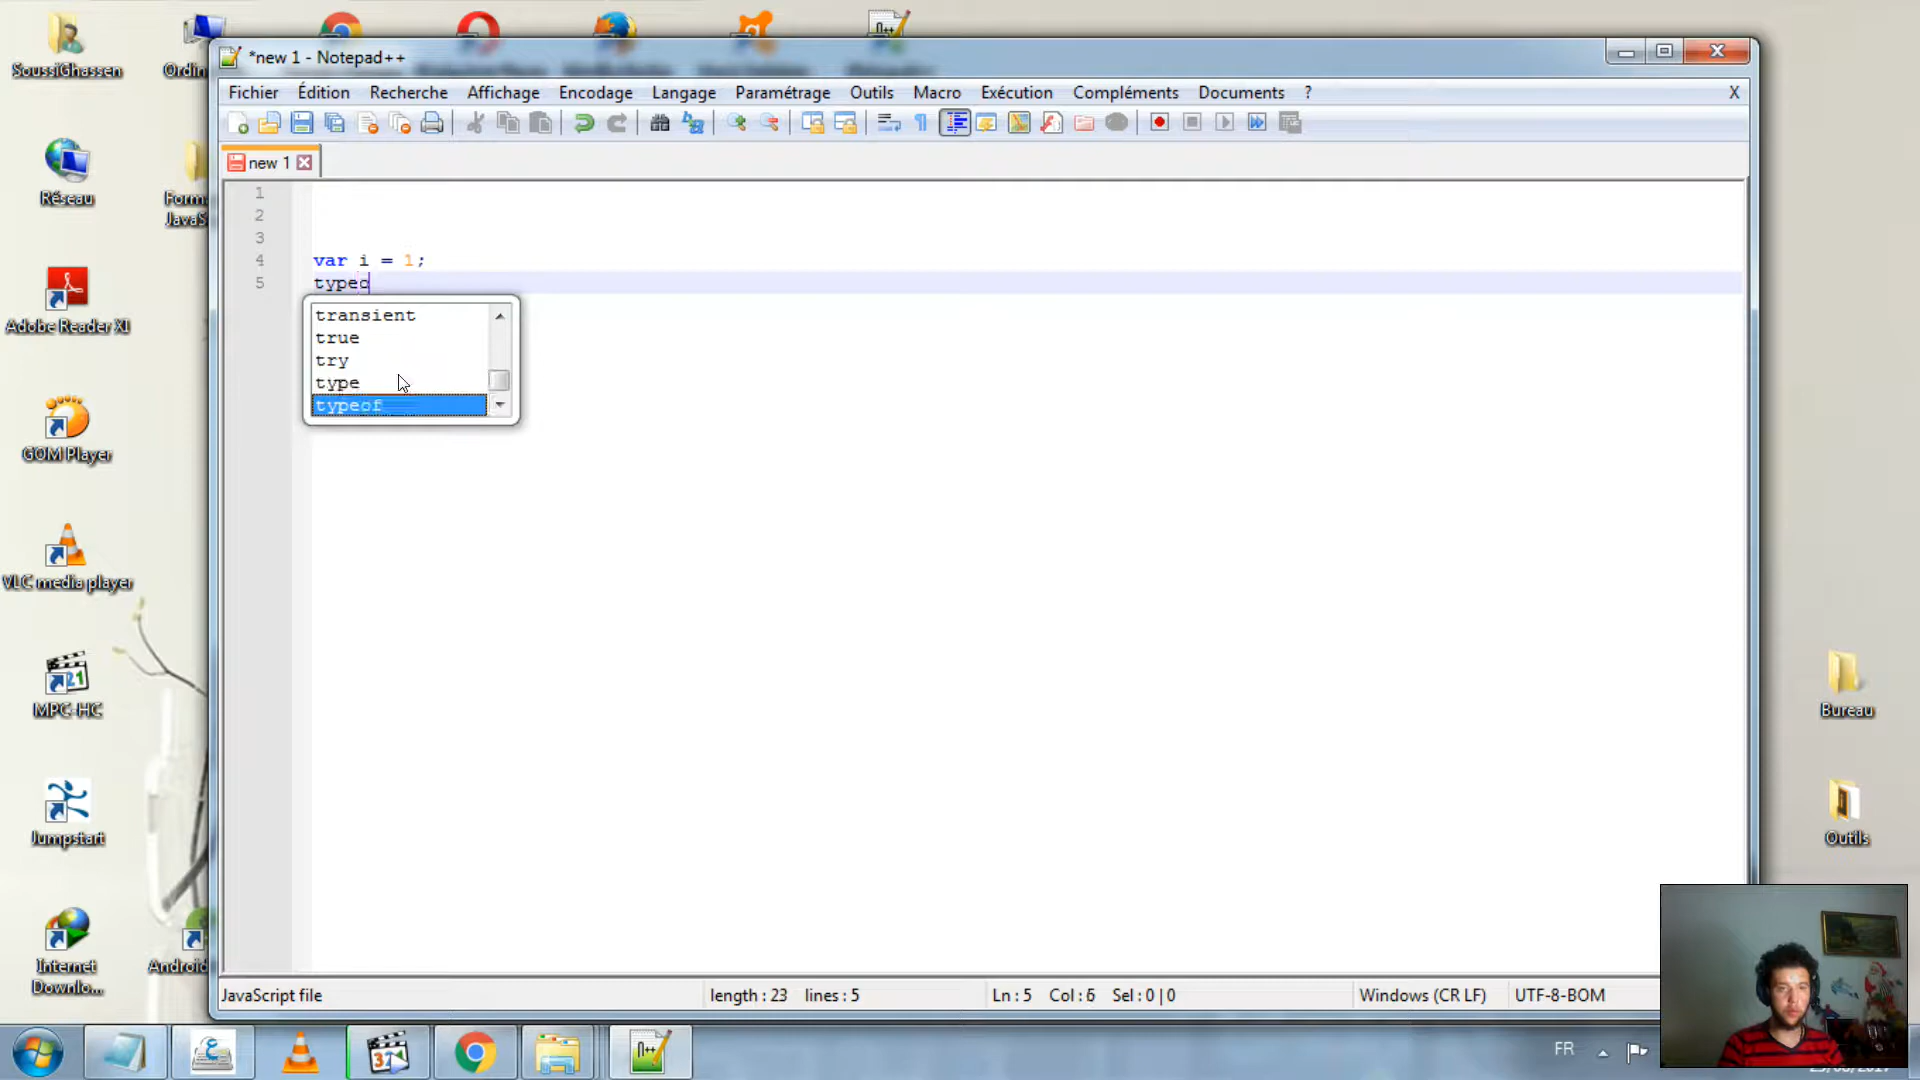 SoussiGhassen
Ordin
*new 1 - Notepad++
Fichier Édition Recherche Affichage Encodage Langage Paramétrage Outils Macro Exécution Compléments Documents ? X
new 1
1
2
3
4 var i = 1;
5 typeo
transient
true
try
type
typeof
Réseau
Form
JavaS
Adobe Reader XI
GOM Player
VLC media player
MPC-HC
Jumpstart
Internet
Downlo...
Android
Bureau
Outils
JavaScript file length : 23 lines : 5 Ln : 5 Col : 6 Sel : 0 | 0 Windows (CR LF) UTF-8-BOM
FR